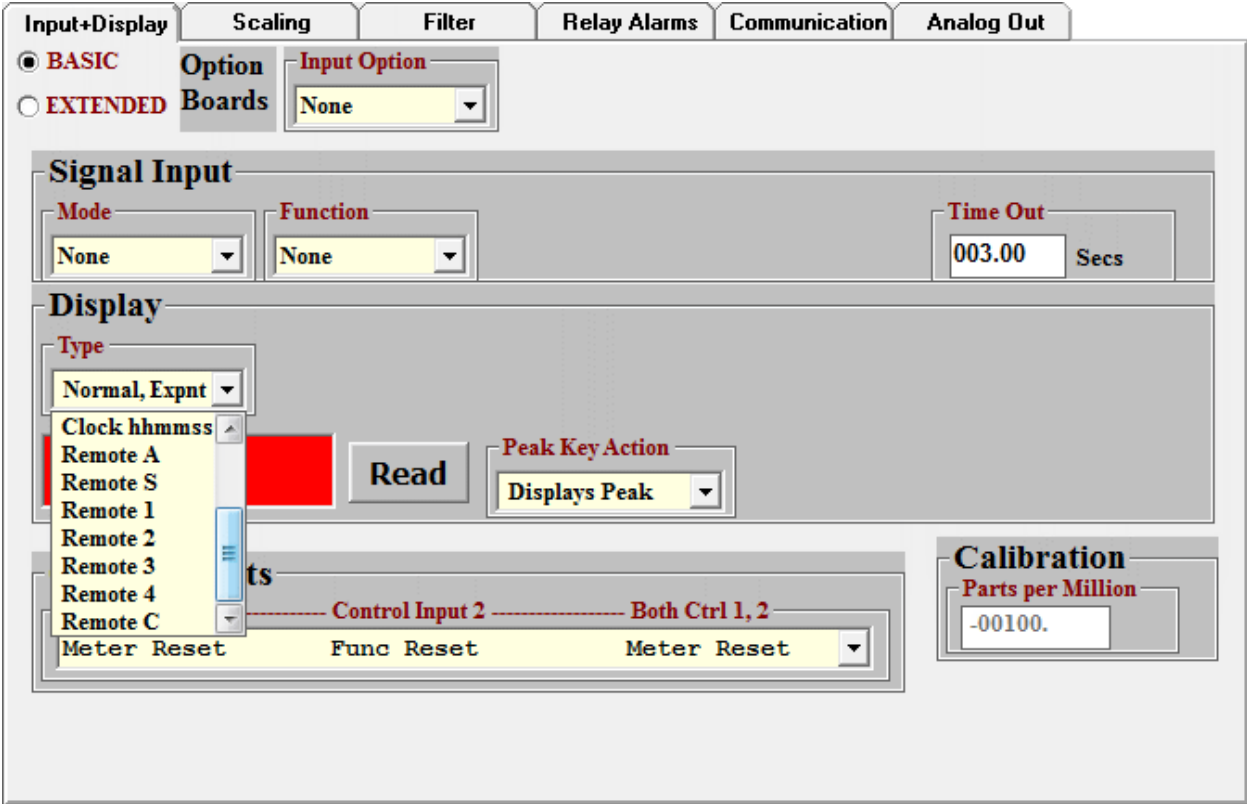 Input+Display Scaling Filter Relay Alarms Communication Analog Out
BASIC
EXTENDED
Option
Boards
Input Option
None
Signal Input
Mode Function Time Out
None None 003.00 Secs
Display
Type
Normal, Expnt
Clock hhmmss
Remote A
Remote S
Remote 1
Remote 2
Remote 3
Remote 4
Remote C
Read
Peak Key Action
Displays Peak
ts
Control Input 2 Both Ctrl 1, 2
Meter Reset Func Reset Meter Reset
Calibration
Parts per Million
-00100.